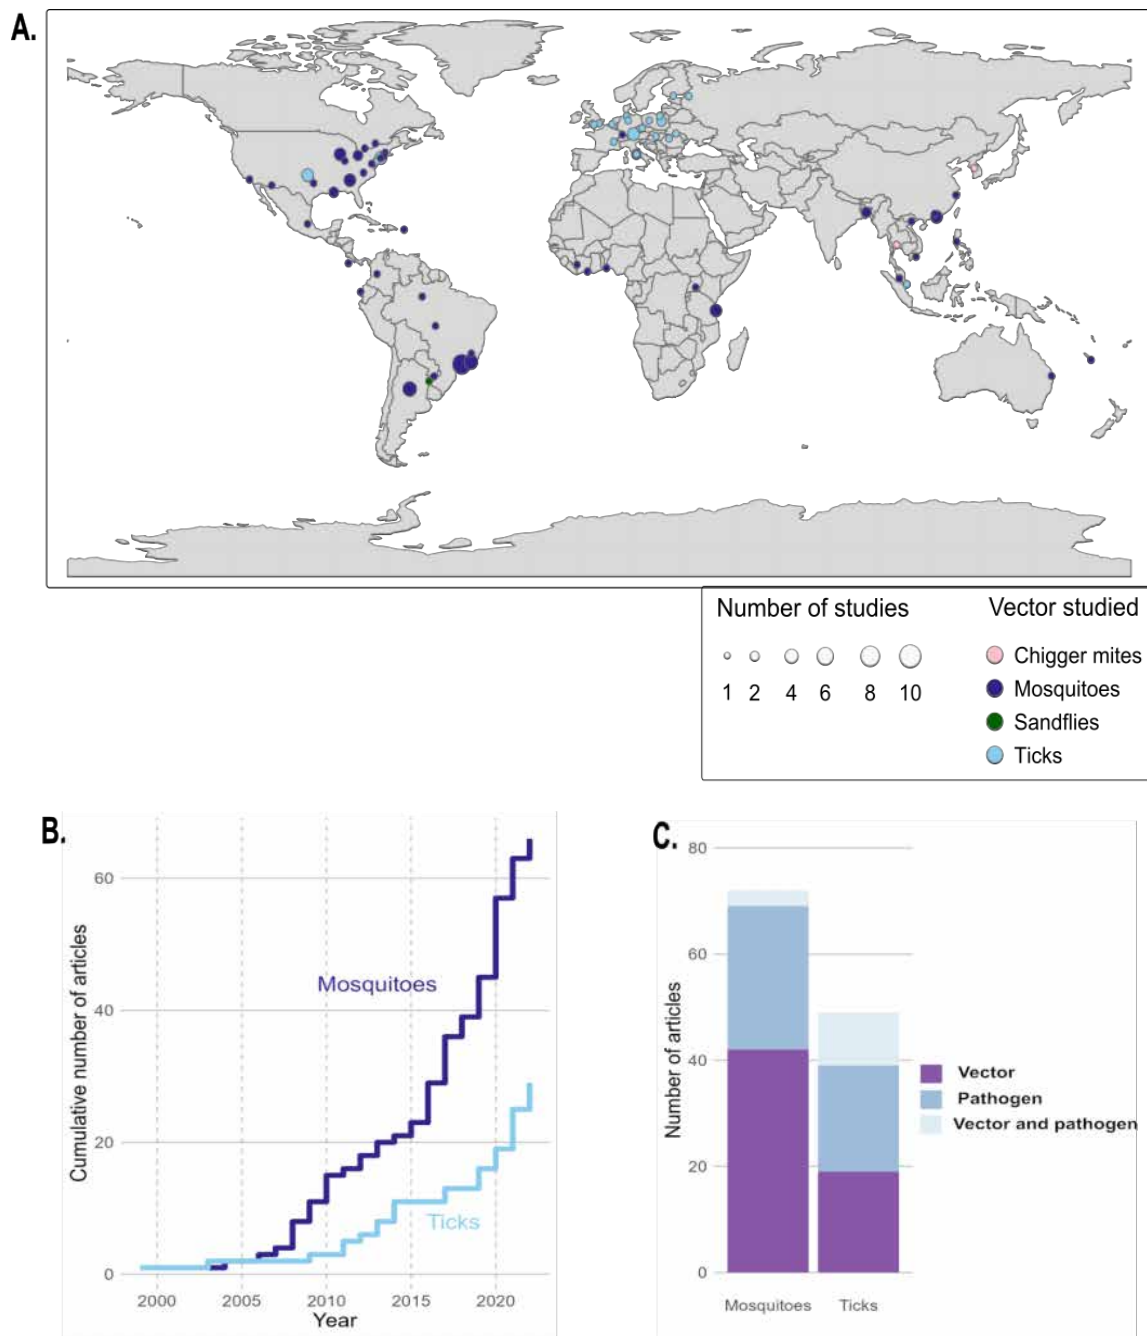 A.
Number of studies
1 2 4 6 8 10
Vector studied
Chigger mites
Mosquitoes
Sandflies
Ticks
B.
Cumulative number of articles
60
40
20
0
Mosquitoes
Ticks
2000 2005 2010 2015 2020
Year
C.
Number of articles
80
60
40
20
0
Mosquitoes Ticks
Vector
Pathogen
Vector and pathogen